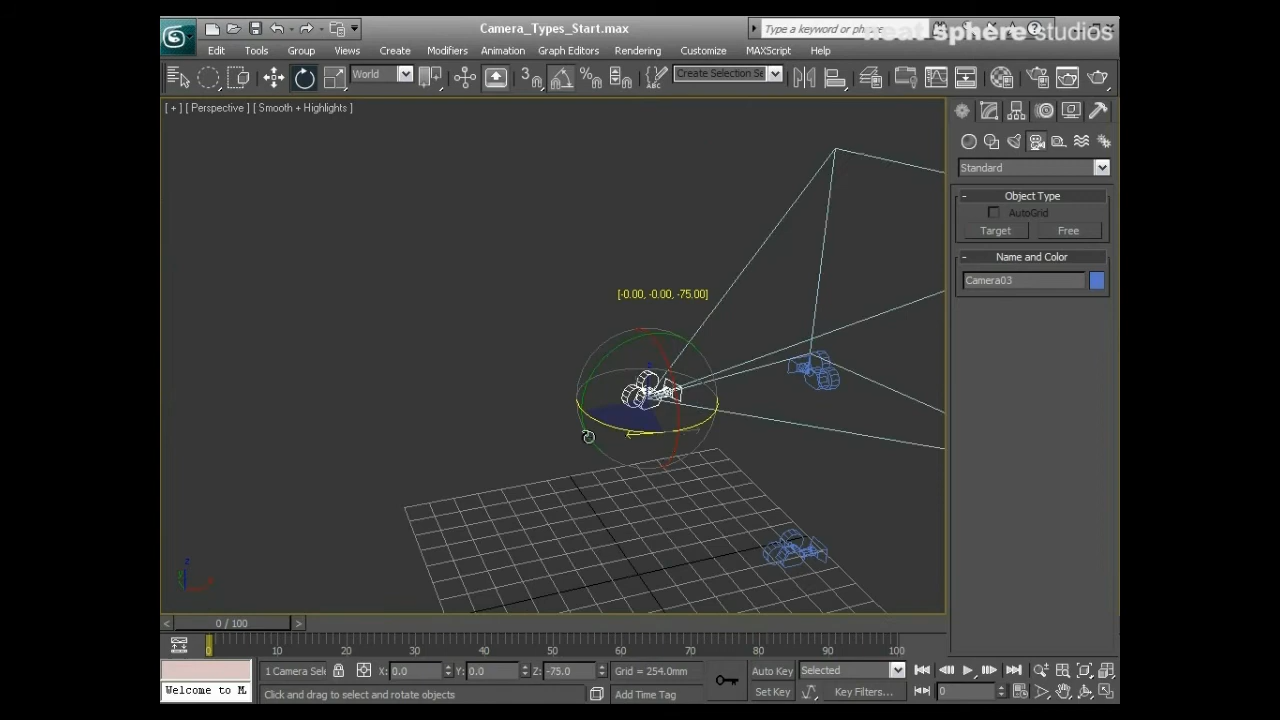 Camera_Types_Start.max
Type a keyword or phrase
neat sphere studios
Edit Tools Group Views Create Modifiers Animation Graph Editors Rendering Customize MAXScript Help
World
3
%
ABC
Create Selection Se
[ + ] [ Perspective ] [ Smooth + Highlights ]
Standard
- Object Type
AutoGrid
Target Free
- Name and Color
Camera03
[-0.00, -0.00, -75.00]
z
< 0 / 100 >
0 10 20 30 40 50 60 70 80 90 100
1 Camera Sel X: 0.0 Y: 0.0 Z: -75.0 Grid = 254.0mm Auto Key Selected
Welcome to M Click and drag to select and rotate objects Add Time Tag Set Key Key Filters... 0